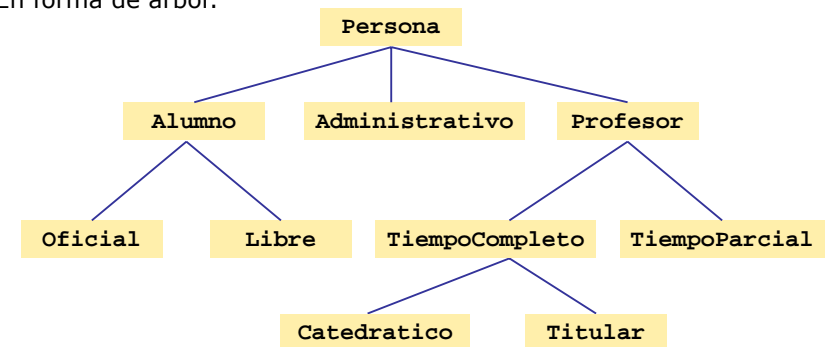 En forma de árbol:
Persona
Alumno Administrativo Profesor
Oficial Libre TiempoCompleto TiempoParcial
Catedratico Titular